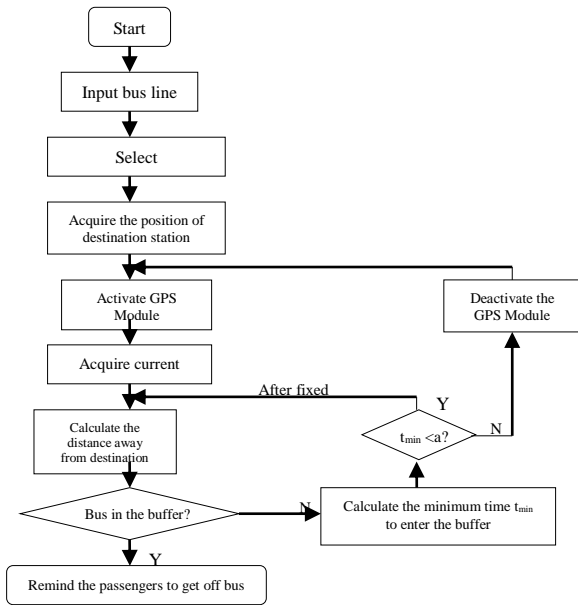 Start
Input bus line
Select
Acquire the position of
destination station
Activate GPS
Module
Deactivate the
GPS Module
Acquire current
After fixed
Y
Calculate the
distance away
from destination
t_min <a?
N
Bus in the buffer?
N
Calculate the minimum time t_min
to enter the buffer
Y
Remind the passengers to get off bus